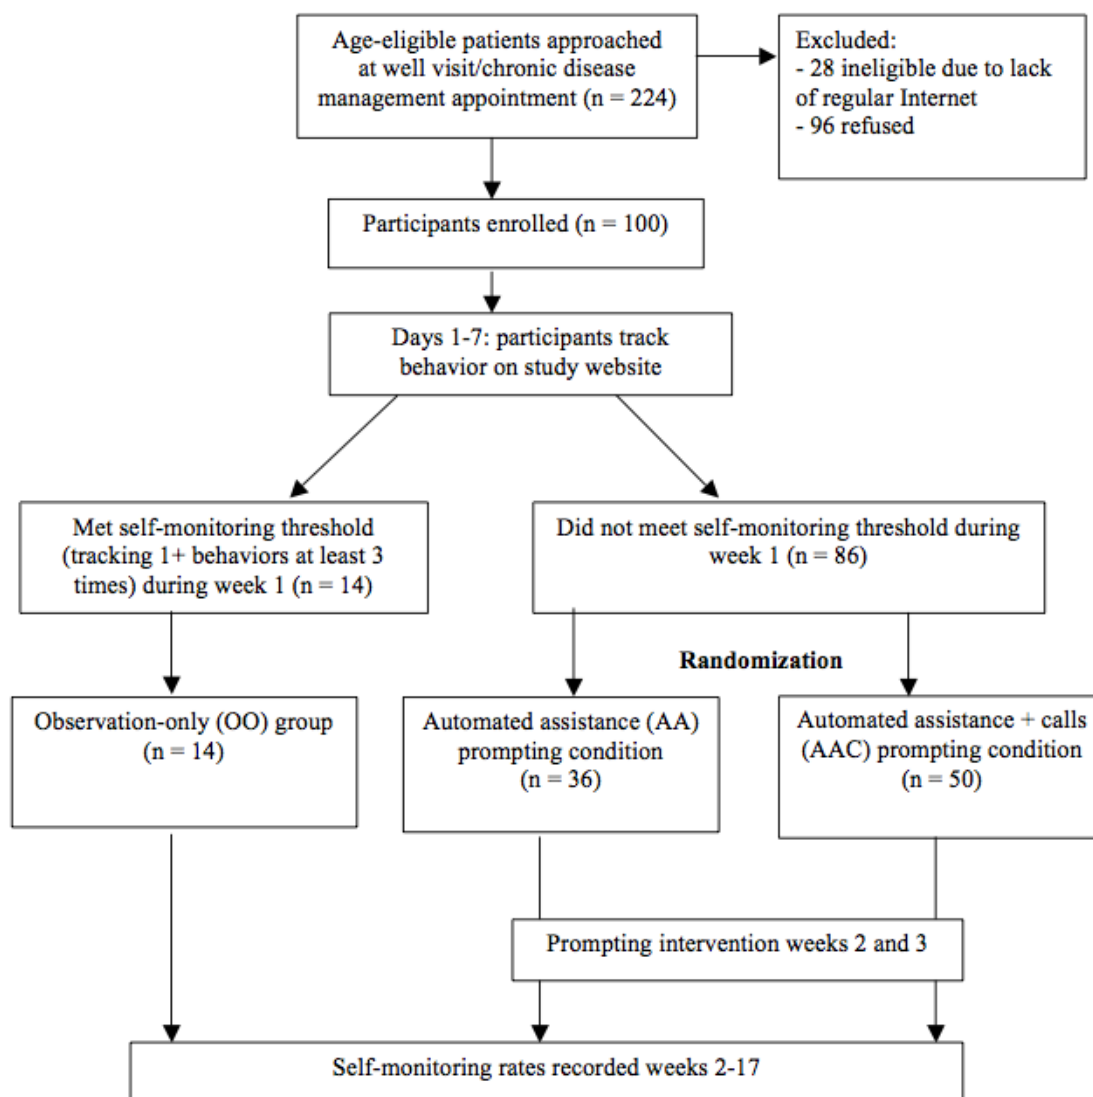 Age-eligible patients approached
at well visit/chronic disease
management appointment (n = 224)
Excluded:
- 28 ineligible due to lack
of regular Internet
- 96 refused
Participants enrolled (n = 100)
Days 1-7: participants track
behavior on study website
Met self-monitoring threshold
(tracking 1+ behaviors at least 3
times) during week 1 (n = 14)
Did not meet self-monitoring threshold during
week 1 (n = 86)
Randomization
Observation-only (OO) group
(n = 14)
Automated assistance (AA)
prompting condition
(n = 36)
Automated assistance + calls
(AAC) prompting condition
(n = 50)
Prompting intervention weeks 2 and 3
Self-monitoring rates recorded weeks 2-17